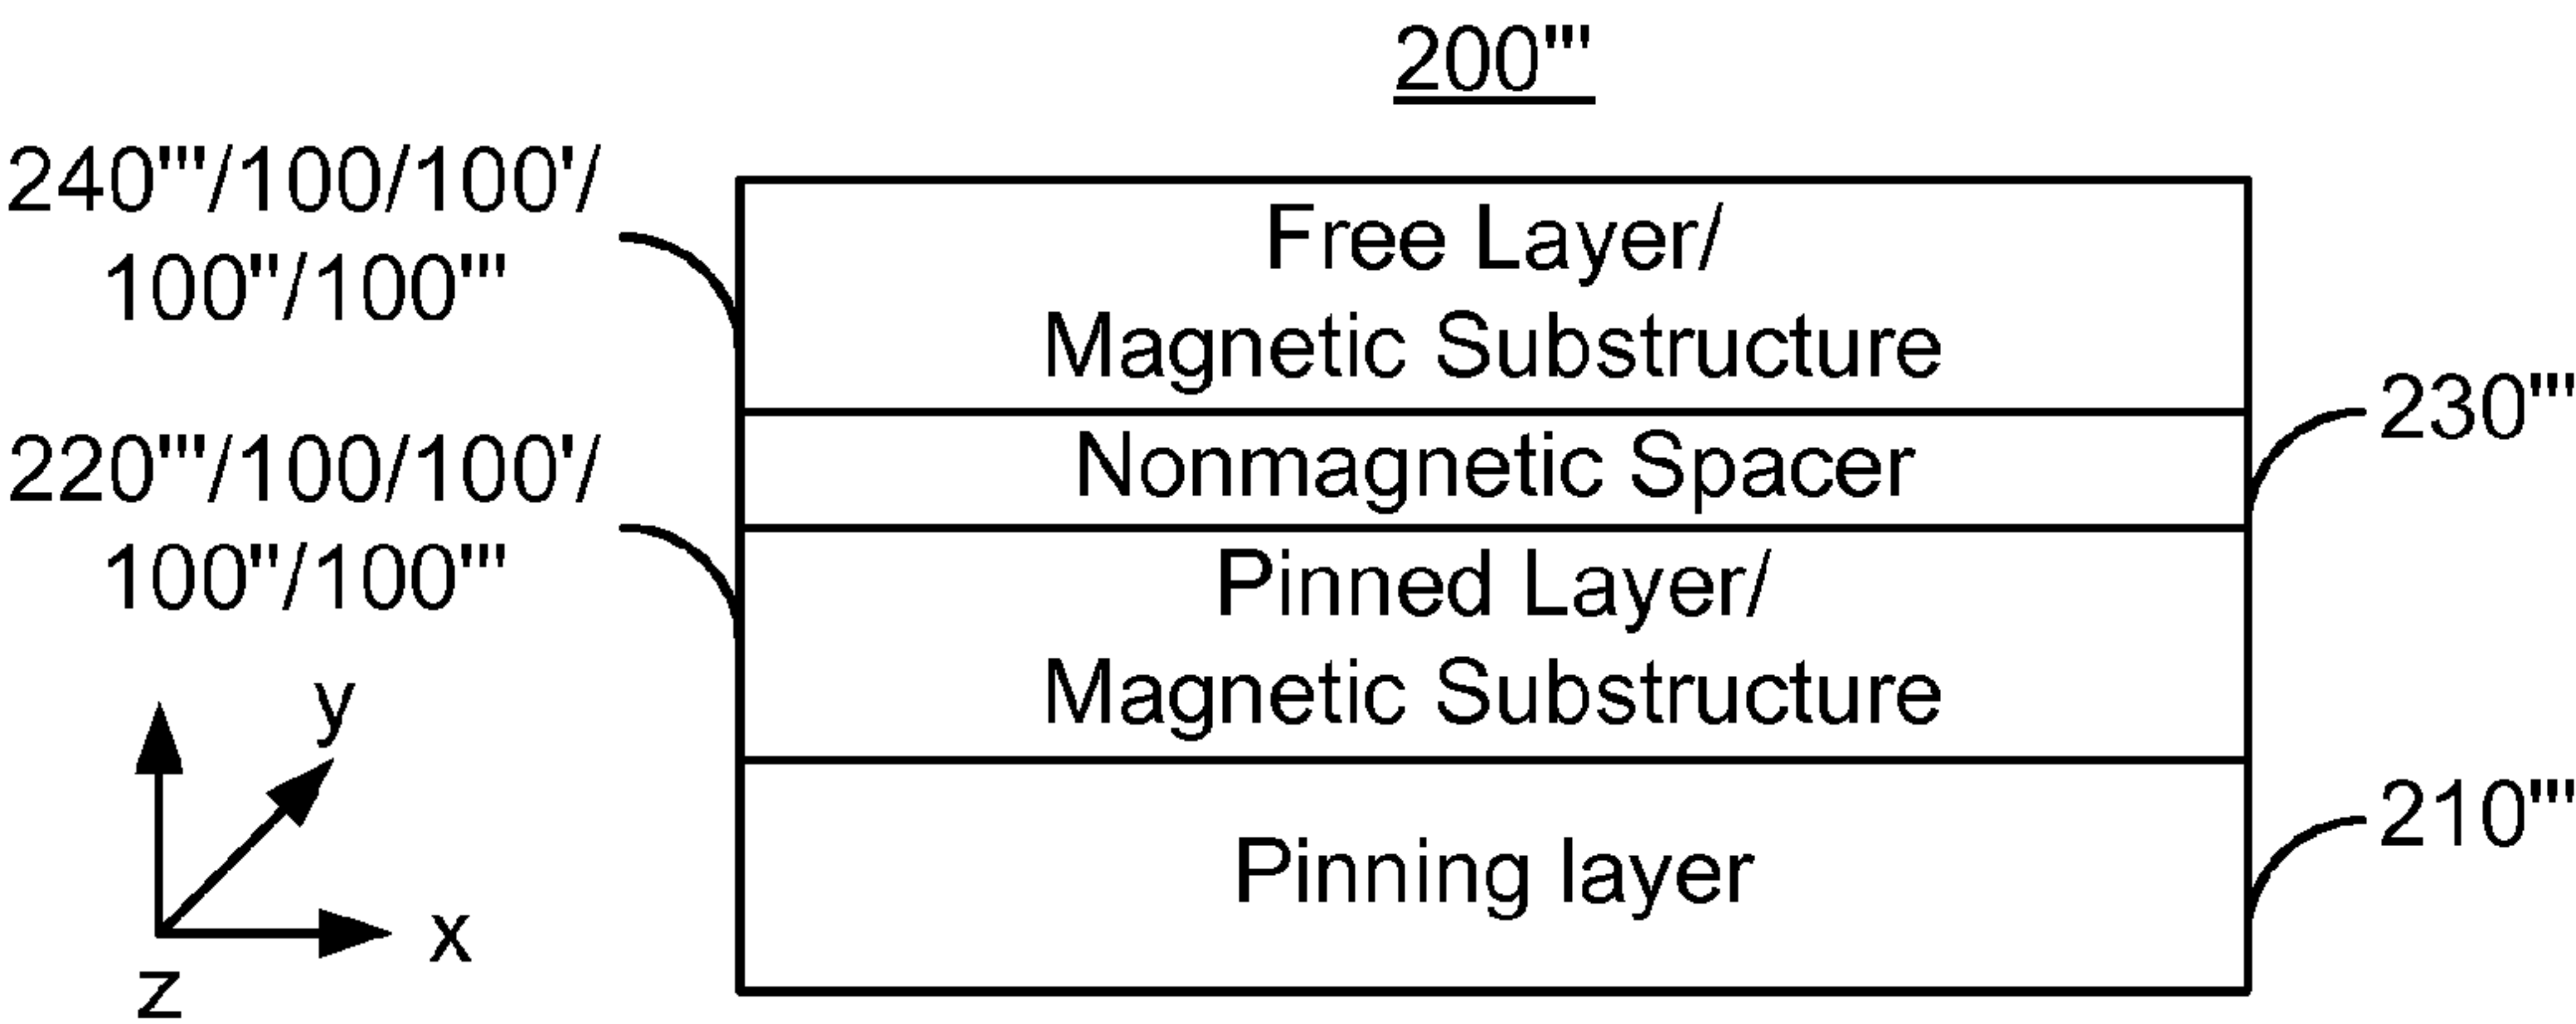 200'''
240'''/100/100'/
100''/100'''
Free Layer/
Magnetic Substructure
230'''
Nonmagnetic Spacer
220'''/100/100'/
100''/100'''
Pinned Layer/
Magnetic Substructure
210'''
Pinning layer
y
x
z